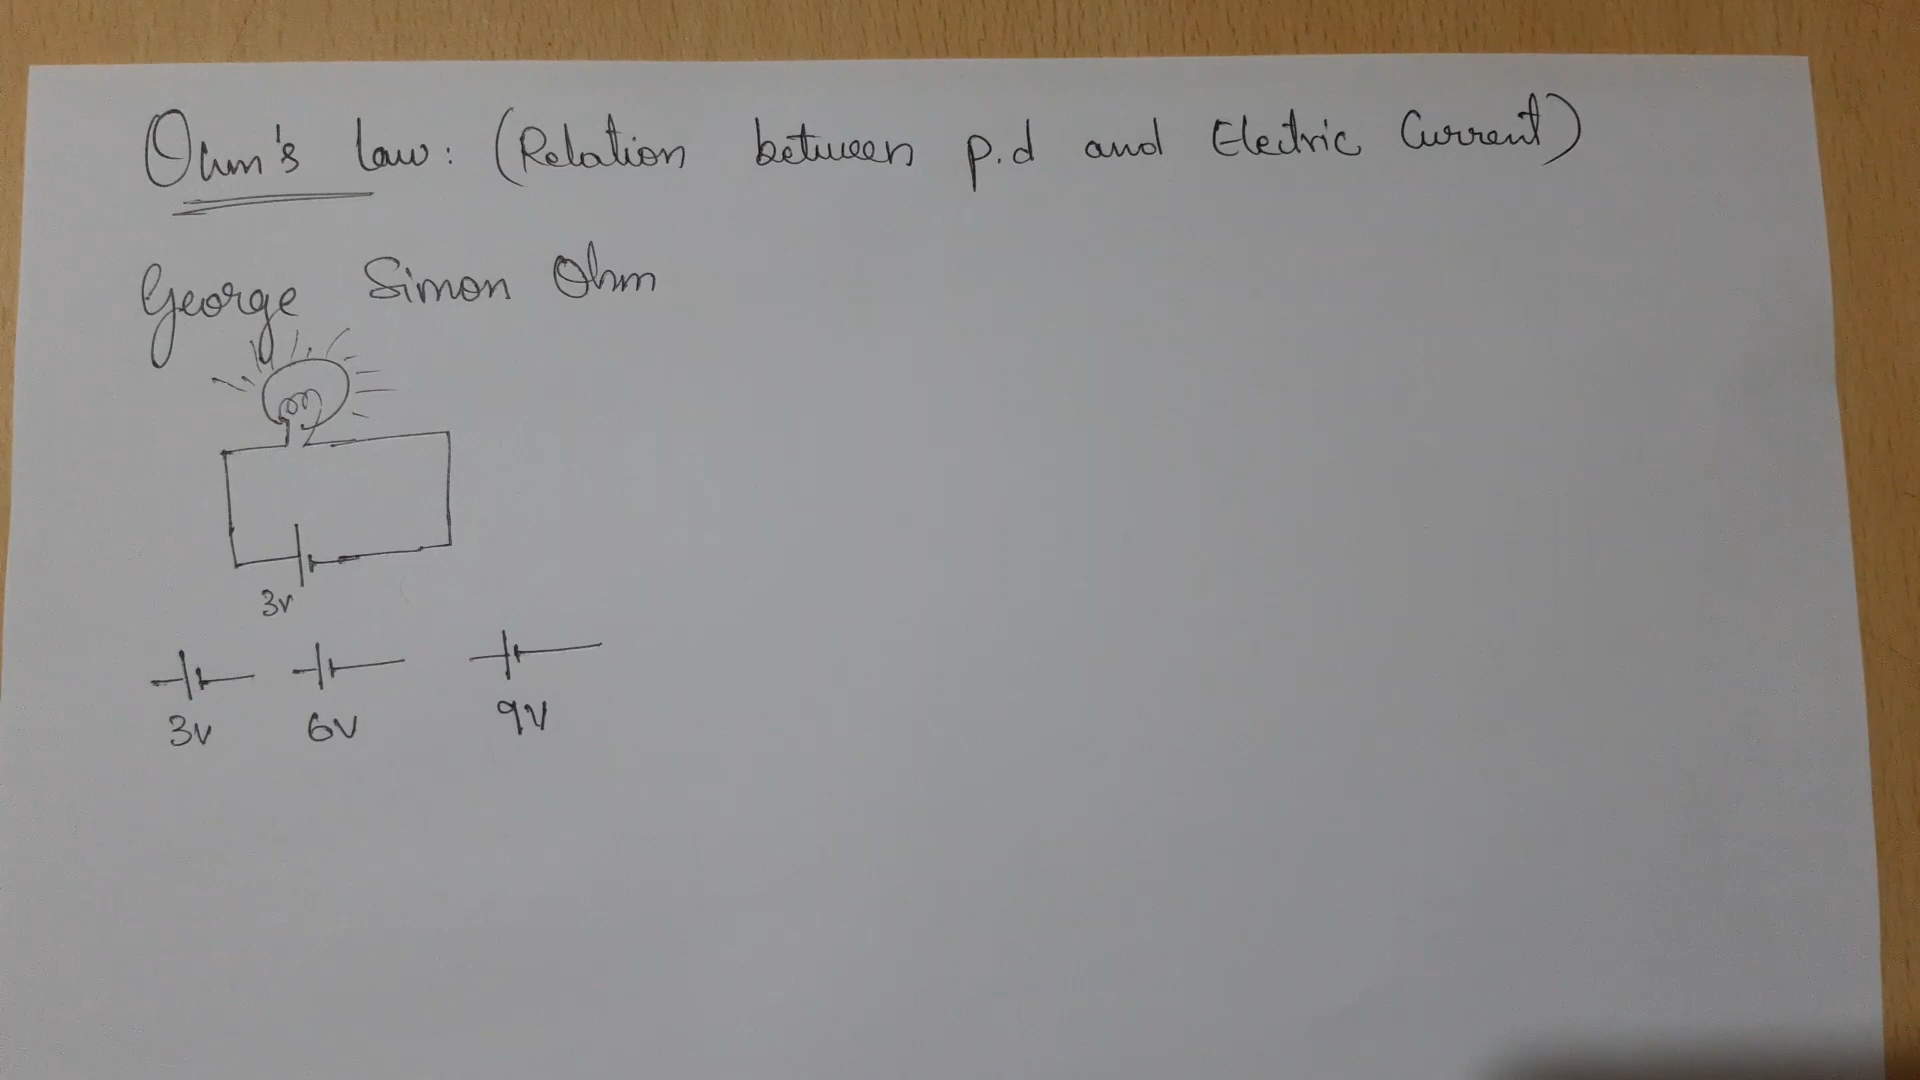 Ohm's Law: (Relation between p.d and Electric Current)
George Simon Ohm
3v
3v 6v 9v